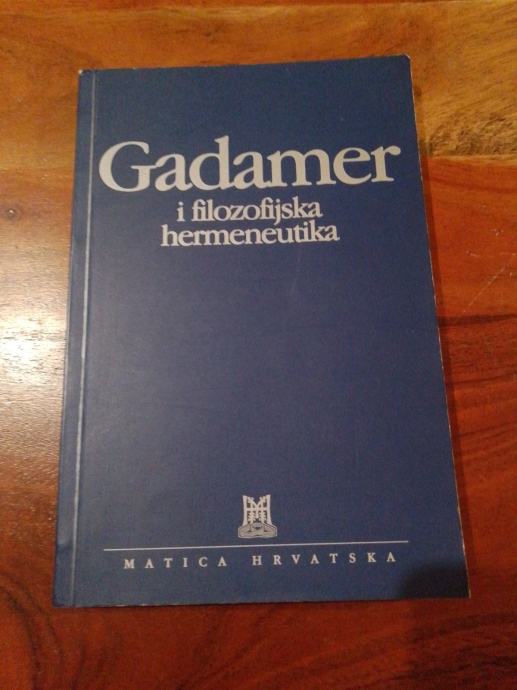 Gadamer
i filozofijska
hermeneutika
MATICA HRVATSKA